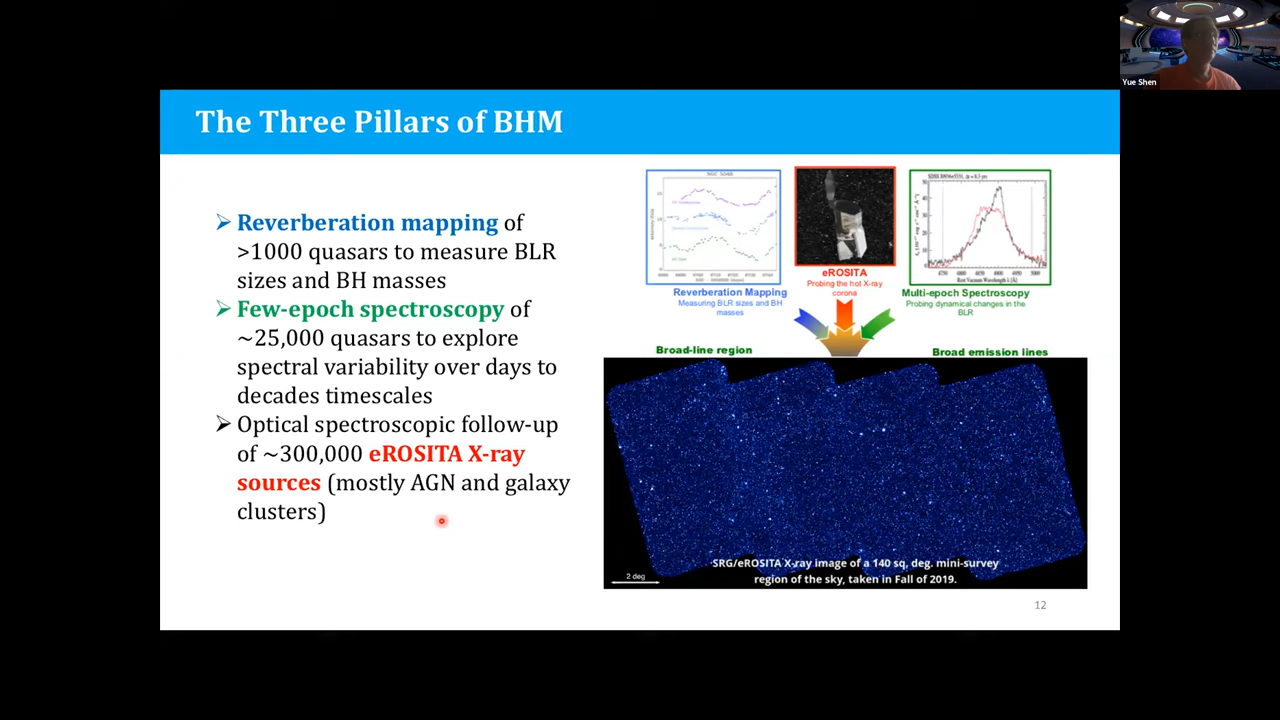 Yue Shen
The Three Pillars of BHM
➢ Reverberation mapping of
>1000 quasars to measure BLR
sizes and BH masses
➢ Few-epoch spectroscopy of
~25,000 quasars to explore
spectral variability over days to
decades timescales
➢ Optical spectroscopic follow-up
of ~300,000 eROSITA X-ray
sources (mostly AGN and galaxy
clusters)
Reverberation Mapping
Measuring BLR sizes and BH
masses
eROSITA
Probing the hot X-ray
corona
Multi-epoch Spectroscopy
Probing dynamical changes in the
BLR
Broad-line region
Broad emission lines
SRG/eROSITA X-ray image of a 140 sq, deg. mini-survey
region of the sky, taken in Fall of 2019.
2 deg
12